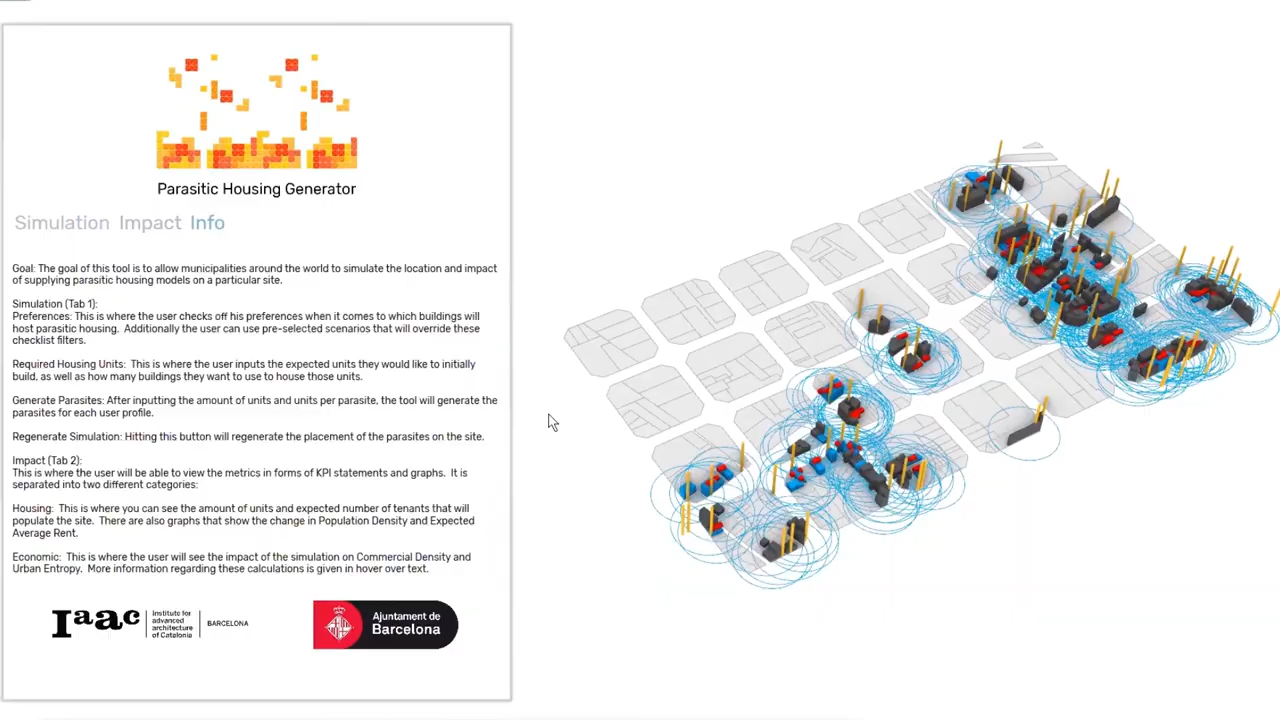 Parasitic Housing Generator
Simulation Impact Info
Goal: The goal of this tool is to allow municipalities around the world to simulate the location and impact
of supplying parasitic housing models on a particular site.
Simulation (Tab 1):
Preferences: This is where the user checks off his preferences when it comes to which buildings will
host parasitic housing. Additionally the user can use pre-selected scenarios that will override these
checklist filters.
Required Housing Units: This is where the user inputs the expected units they would like to initially
build, as well as how many buildings they want to use to house those units.
Generate Parasites: After inputting the amount of units and units per parasite, the tool will generate the
parasites for each user profile.
Regenerate Simulation: Hitting this button will regenerate the placement of the parasites on the site.
Impact (Tab 2):
This is where the user will be able to view the metrics in forms of KPI statements and graphs. It is
separated into two different categories:
Housing: This is where you can see the amount of units and expected number of tenants that will
populate the site. There are also graphs that show the change in Population Density and Expected
Average Rent.
Economic: This is where the user will see the impact of the simulation on Commercial Density and
Urban Entropy. More information regarding these calculations is given in hover over text.
Iaac
Institute for
advanced
architecture
of Catalonia
BARCELONA
Ajuntament de
Barcelona